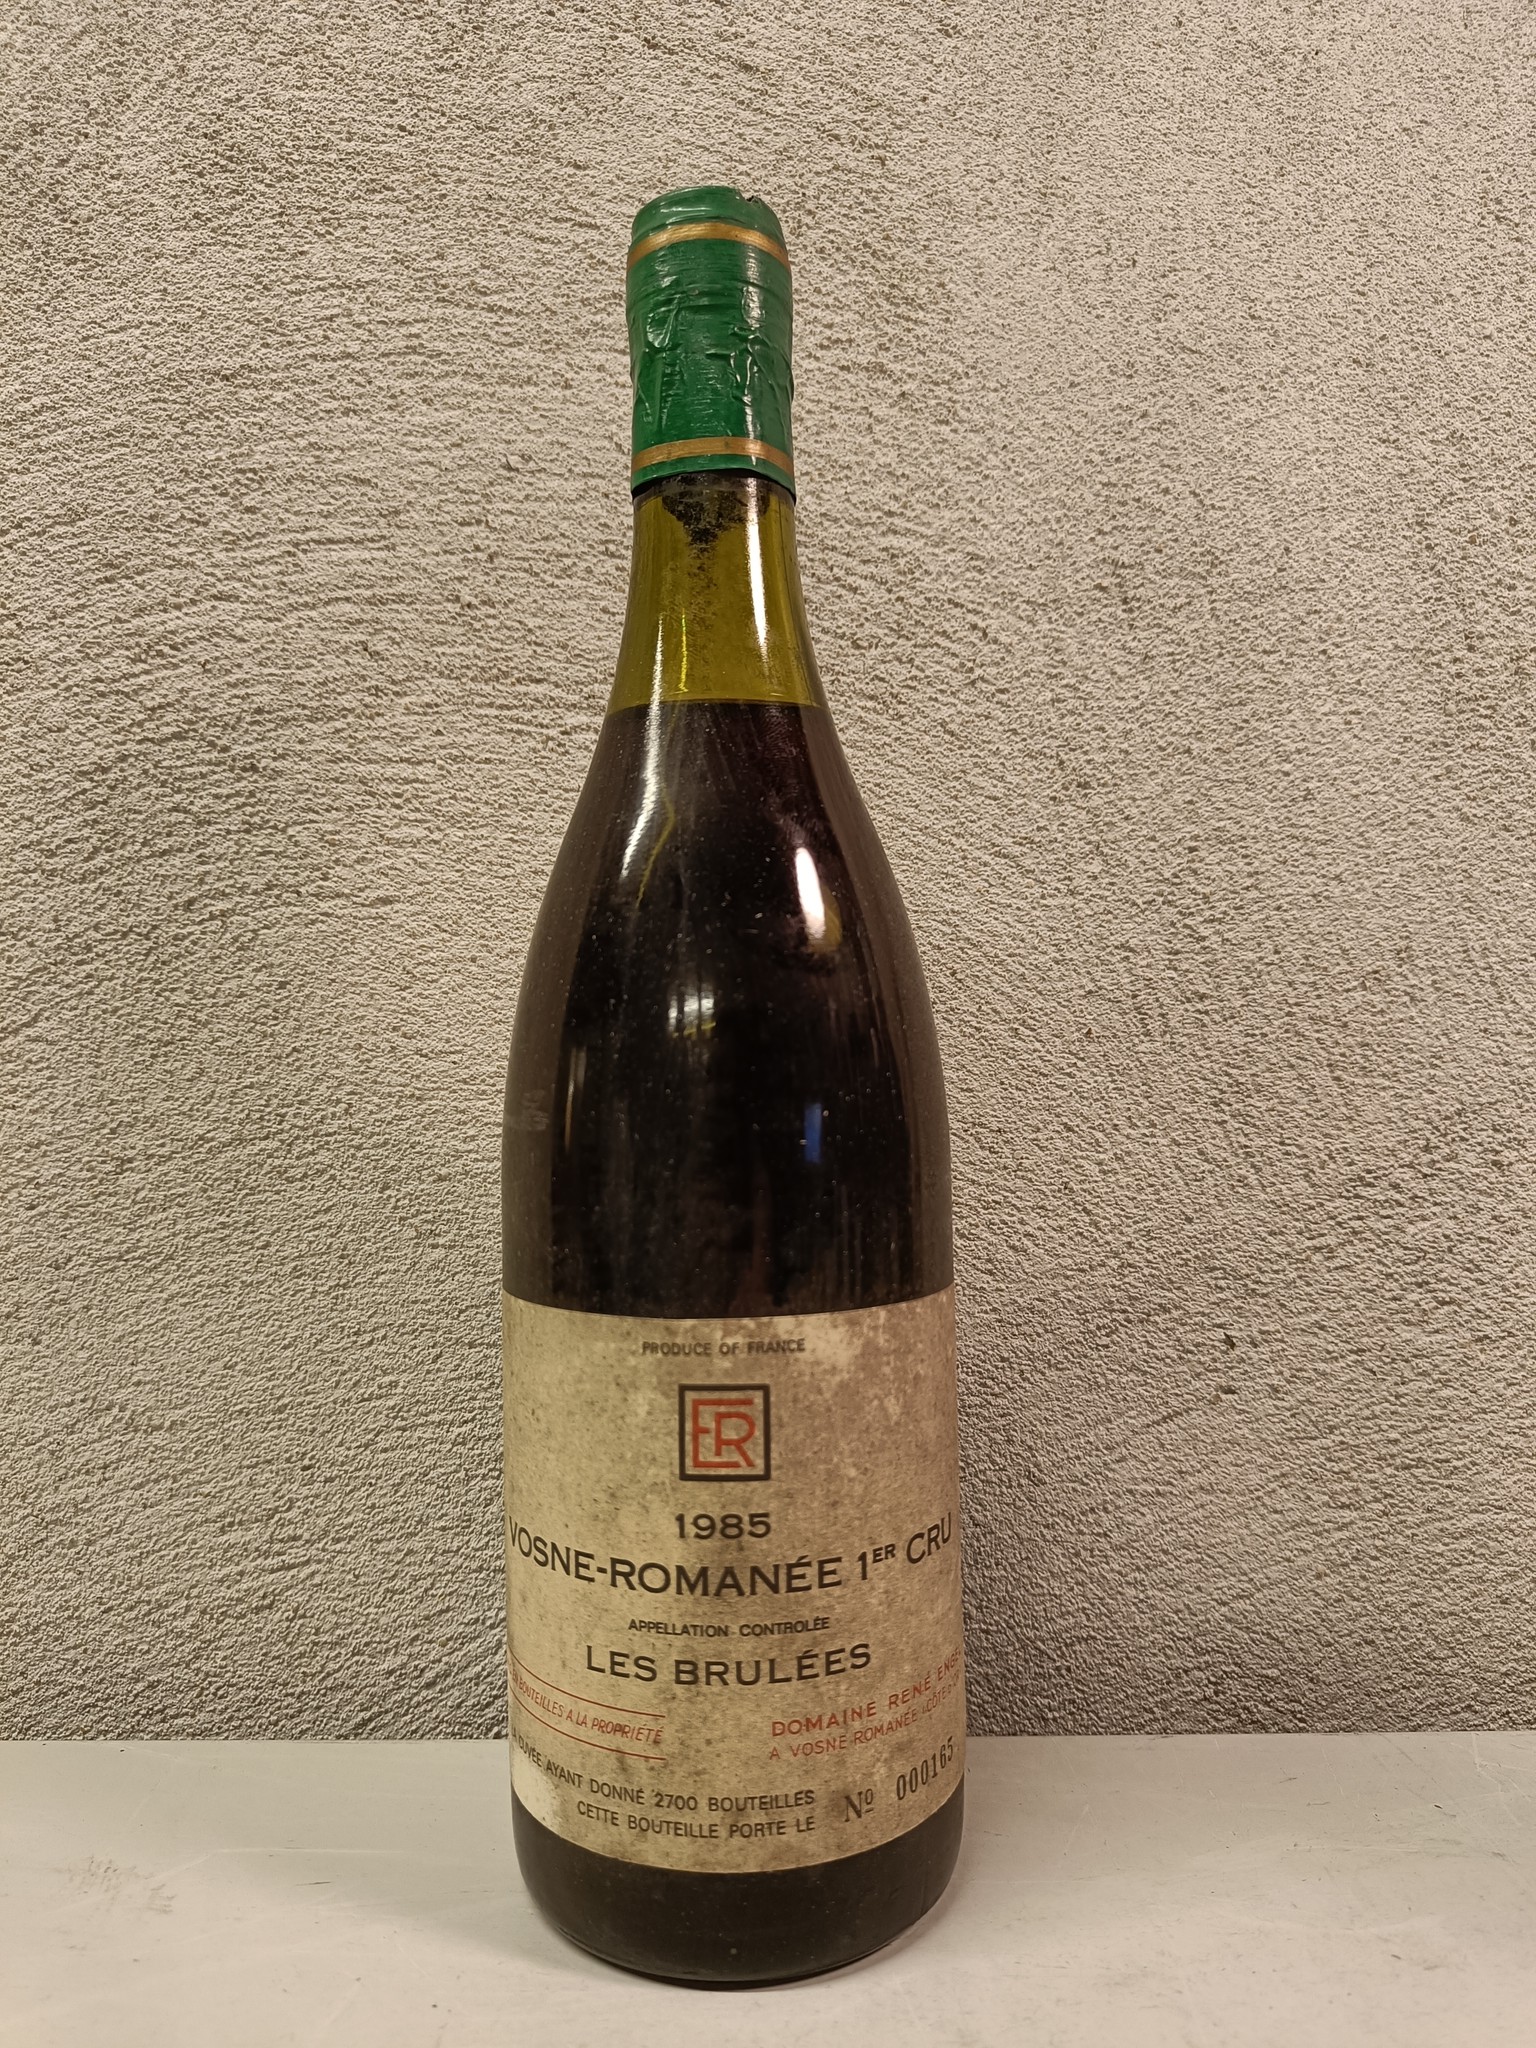 PRODUCE OF FRANCE
ER
1985
VOSNE-ROMANÉE 1ER CRU
APPELLATION CONTROLÉE
LES BRULÉES
EN BOUTEILLES A LA PROPRIÉTÉ
DOMAINE RENÉ
A VOSNE ROMANÉE
CUVÉE AYANT DONNÉ 2700 BOUTEILLES
CETTE BOUTEILLE PORTE LE Nº 000165